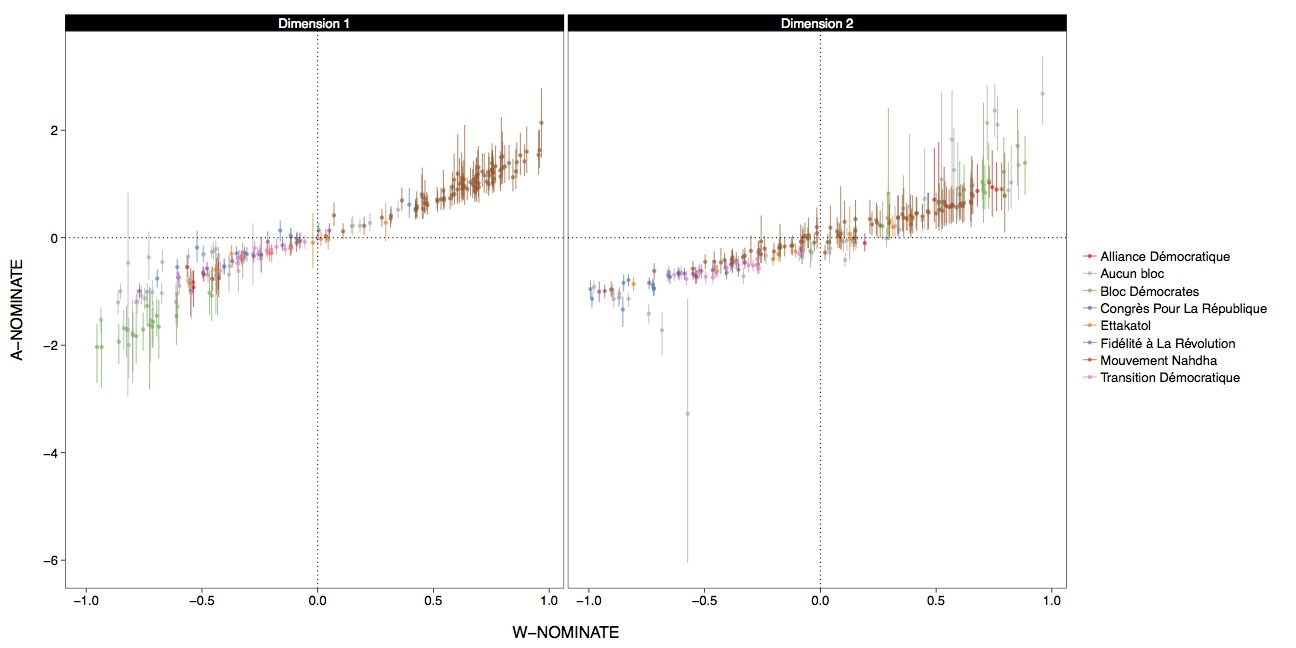 Dimension 1
Dimension 2
A−NOMINATE
2
0
−2
−4
−6
−1.0
−0.5
0.0
0.5
1.0
−1.0
−0.5
0.0
0.5
1.0
W−NOMINATE
Alliance Démocratique
Aucun bloc
Bloc Démocrates
Congrès Pour La République
Ettakatol
Fidélité à La Révolution
Mouvement Nahdha
Transition Démocratique